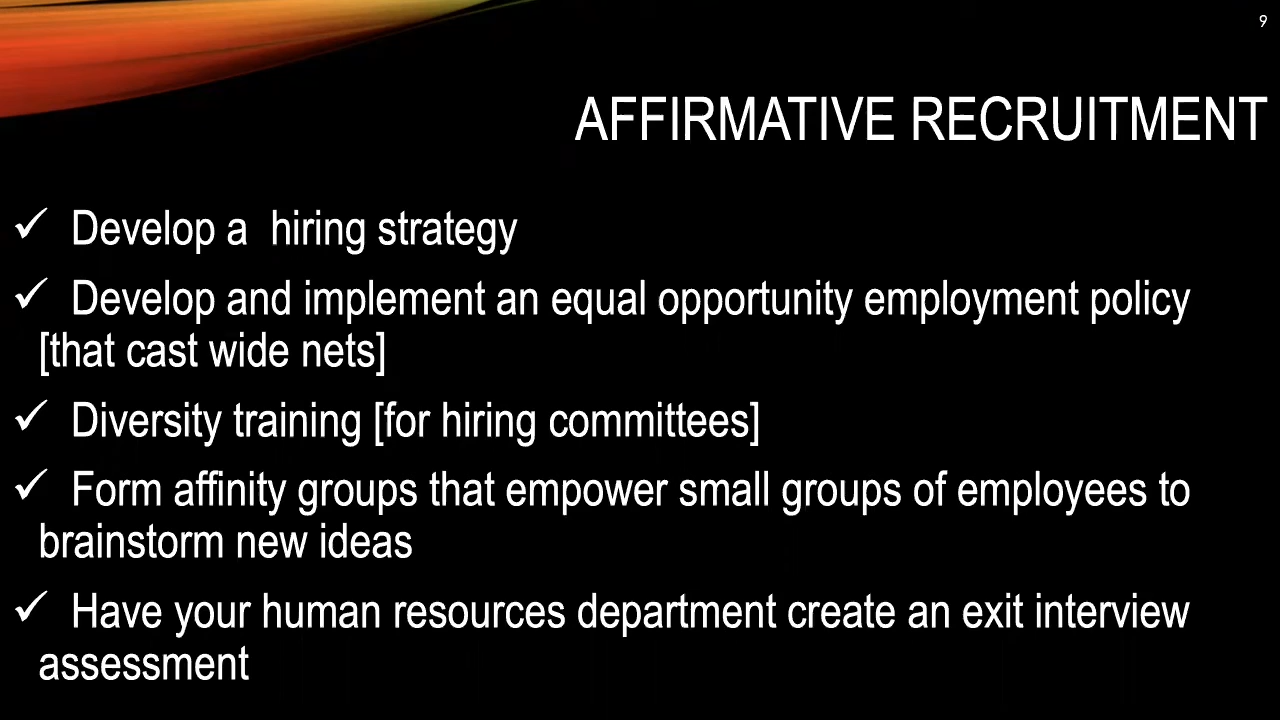 9
AFFIRMATIVE RECRUITMENT
✓ Develop a  hiring strategy
✓ Develop and implement an equal opportunity employment policy
[that cast wide nets]
✓ Diversity training [for hiring committees]
✓ Form affinity groups that empower small groups of employees to
brainstorm new ideas
✓ Have your human resources department create an exit interview
assessment